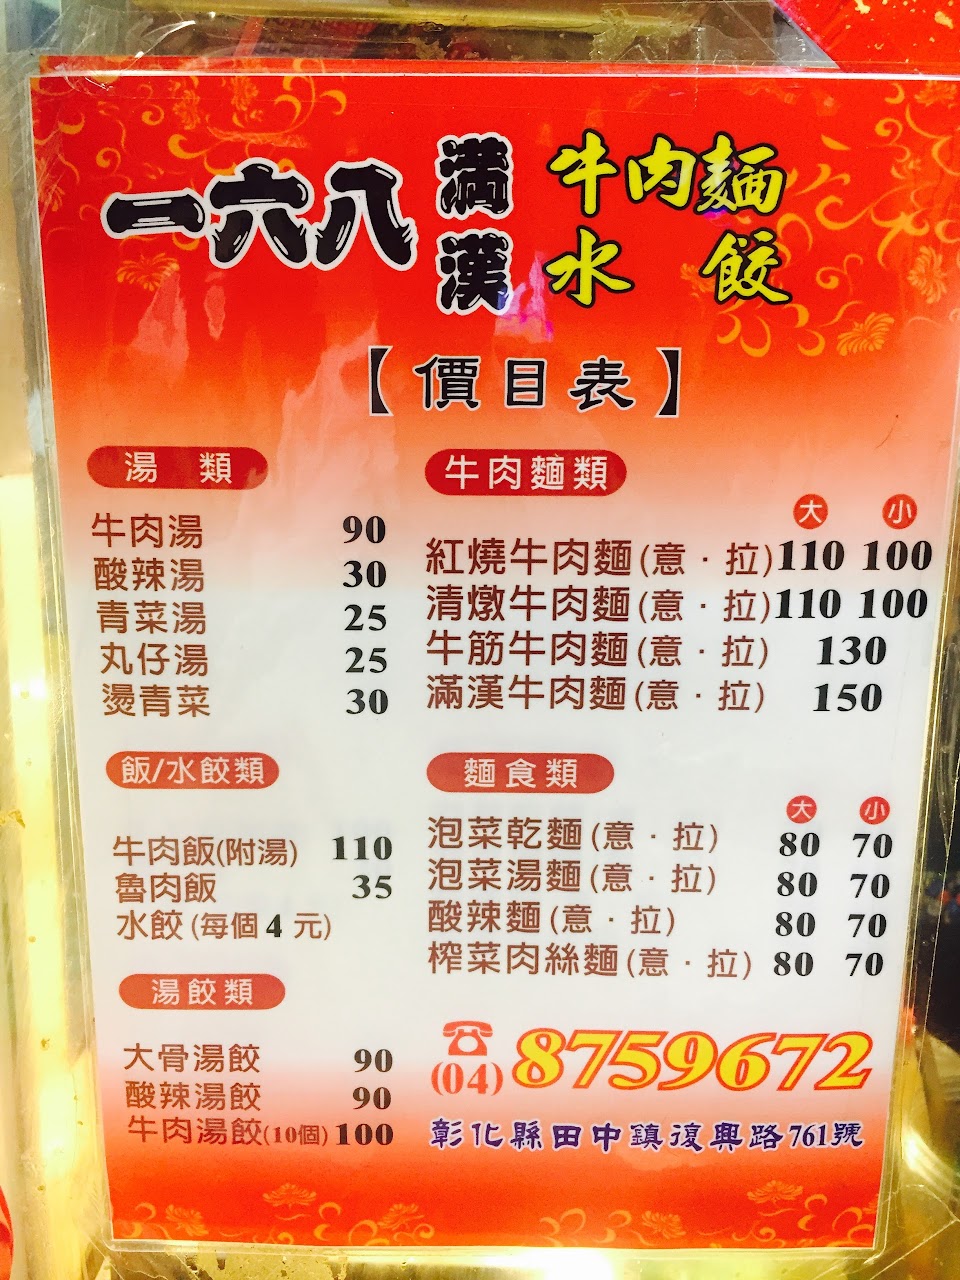 一六八 滿漢 牛肉麵
水餃
【價目表】
湯類
牛肉湯 90
酸辣湯 30
青菜湯 25
丸仔湯 25
燙青菜 30
飯/水餃類
牛肉飯(附湯) 110
魯肉飯 35
水餃(每個4元)
湯餃類
大骨湯餃 90
酸辣湯餃 90
牛肉湯餃(10個) 100
牛肉麵類
大 小
紅燒牛肉麵(意·拉) 110 100
清燉牛肉麵(意·拉) 110 100
牛筋牛肉麵(意·拉) 130
滿漢牛肉麵(意·拉) 150
麵食類
大 小
泡菜乾麵(意·拉) 80 70
泡菜湯麵(意·拉) 80 70
酸辣麵(意·拉) 80 70
榨菜肉絲麵(意·拉) 80 70
☎(04)8759672
彰化縣田中鎮復興路761號